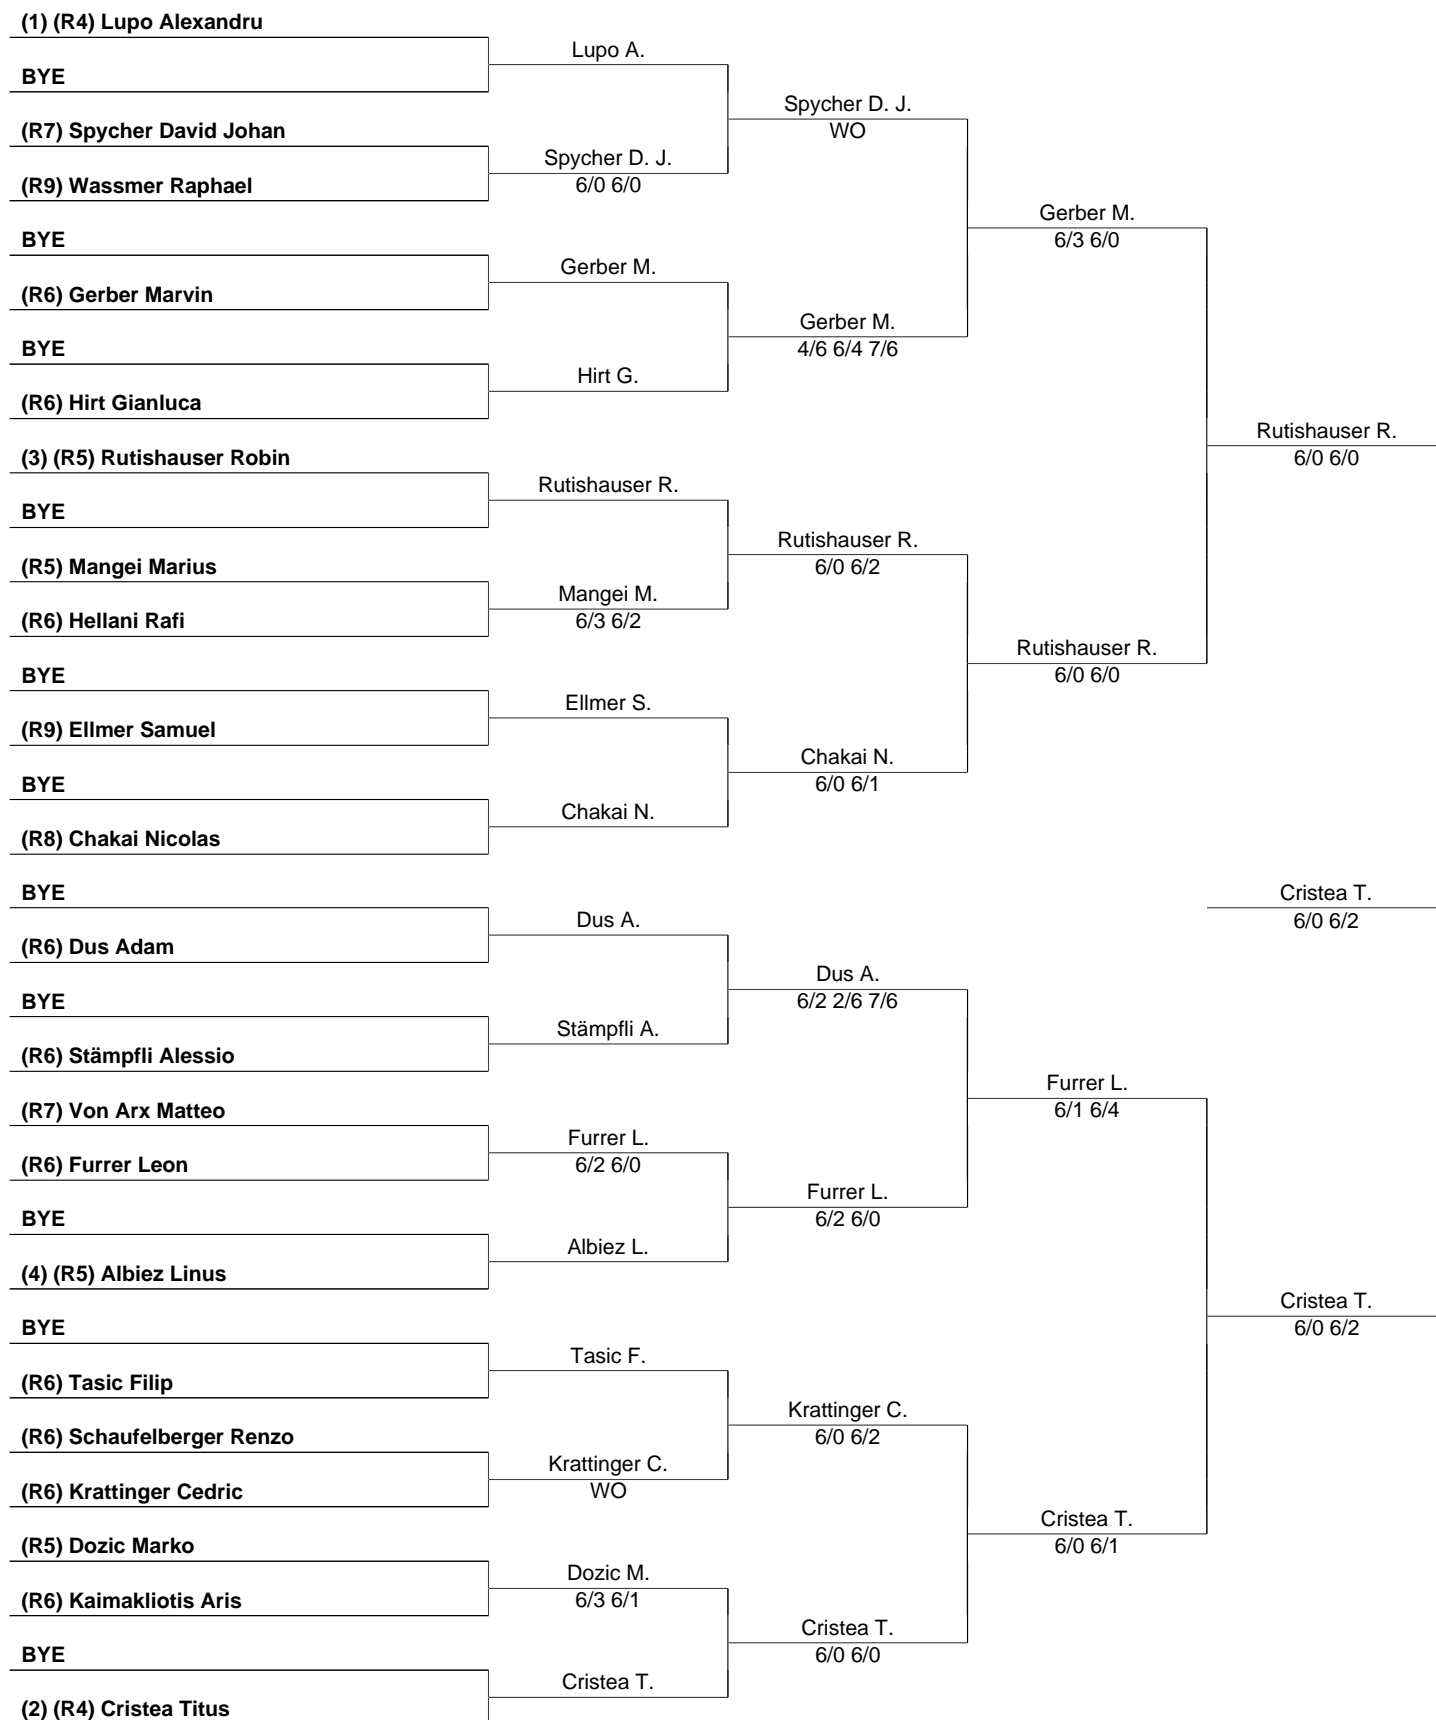 (1) (R4) Lupo Alexandru
BYE
(R7) Spycher David Johan
(R9) Wassmer Raphael
BYE
(R6) Gerber Marvin
BYE
(R6) Hirt Gianluca
(3) (R5) Rutishauser Robin
BYE
(R5) Mangei Marius
(R6) Hellani Rafi
BYE
(R9) Ellmer Samuel
BYE
(R8) Chakai Nicolas
BYE
(R6) Dus Adam
BYE
(R6) Stämpfli Alessio
(R7) Von Arx Matteo
(R6) Furrer Leon
BYE
(4) (R5) Albiez Linus
BYE
(R6) Tasic Filip
(R6) Schaufelberger Renzo
(R6) Krattinger Cedric
(R5) Dozic Marko
(R6) Kaimakliotis Aris
BYE
(2) (R4) Cristea Titus
Lupo A.
Spycher D. J.
6/0 6/0
Gerber M.
Hirt G.
Rutishauser R.
Mangei M.
6/3 6/2
Ellmer S.
Chakai N.
Dus A.
Stämpfli A.
Furrer L.
6/2 6/0
Albiez L.
Tasic F.
Krattinger C.
WO
Dozic M.
6/3 6/1
Cristea T.
Spycher D. J.
WO
Gerber M.
4/6 6/4 7/6
Rutishauser R.
6/0 6/2
Chakai N.
6/0 6/1
Dus A.
6/2 2/6 7/6
Furrer L.
6/2 6/0
Krattinger C.
6/0 6/2
Cristea T.
6/0 6/0
Gerber M.
6/3 6/0
Rutishauser R.
6/0 6/0
Furrer L.
6/1 6/4
Cristea T.
6/0 6/1
Rutishauser R.
6/0 6/0
Cristea T.
6/0 6/2
Cristea T.
6/0 6/2